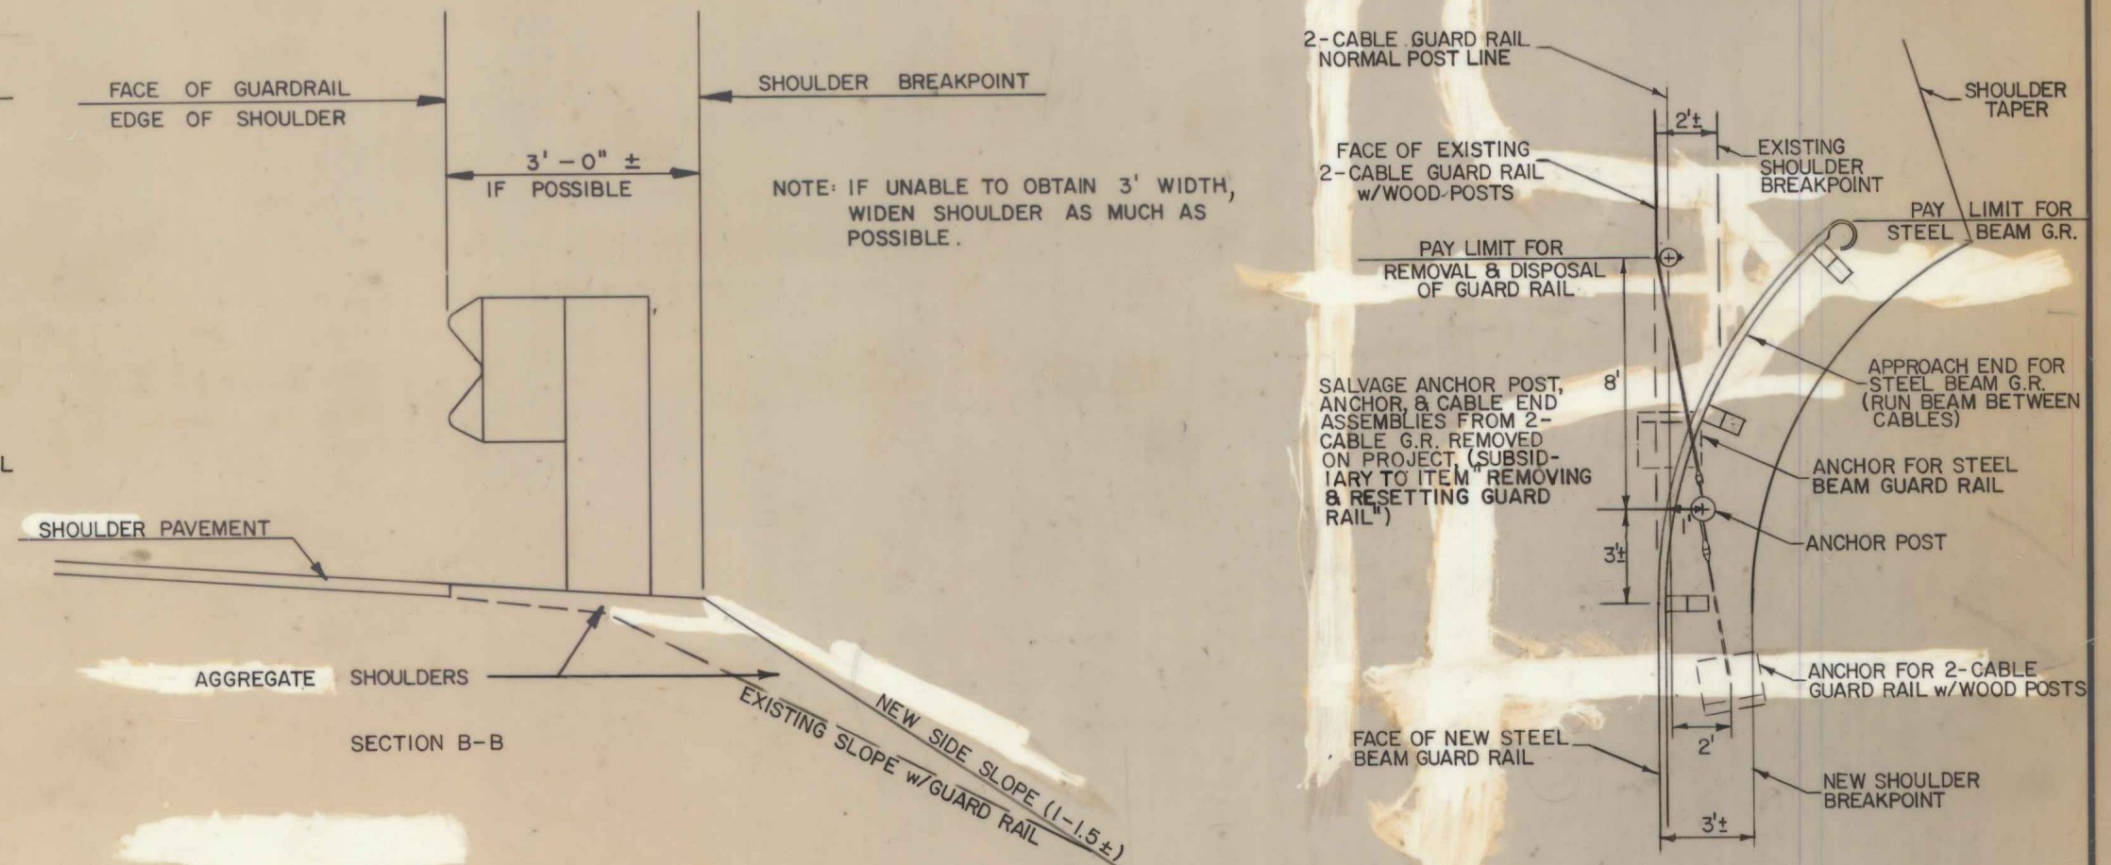 FACE OF GUARDRAIL
EDGE OF SHOULDER
SHOULDER BREAKPOINT
3'-0" ±
IF POSSIBLE
NOTE: IF UNABLE TO OBTAIN 3' WIDTH,
WIDEN SHOULDER AS MUCH AS
POSSIBLE.
L
SHOULDER PAVEMENT
AGGREGATE SHOULDERS
SECTION B-B
NEW SIDE SLOPE (1-1.5±)
EXISTING SLOPE w/GUARD RAIL
2-CABLE GUARD RAIL
NORMAL POST LINE
SHOULDER
TAPER
2'±
FACE OF EXISTING
2-CABLE GUARD RAIL
w/WOOD POSTS
EXISTING
SHOULDER
BREAKPOINT
PAY LIMIT FOR
STEEL BEAM G.R.
PAY LIMIT FOR
REMOVAL & DISPOSAL
OF GUARD RAIL
8'
SALVAGE ANCHOR POST,
ANCHOR, & CABLE END
ASSEMBLIES FROM 2-
CABLE G.R. REMOVED
ON PROJECT, (SUBSID-
IARY TO ITEM "REMOVING
& RESETTING GUARD
RAIL")
APPROACH END FOR
STEEL BEAM G.R.
(RUN BEAM BETWEEN
CABLES)
ANCHOR FOR STEEL
BEAM GUARD RAIL
1'
3'±
ANCHOR POST
ANCHOR FOR 2-CABLE
GUARD RAIL w/WOOD POSTS
2'
FACE OF NEW STEEL
BEAM GUARD RAIL
NEW SHOULDER
BREAKPOINT
3'±